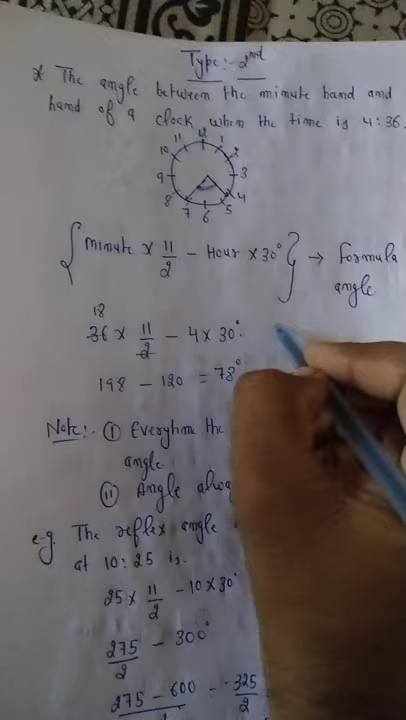 Type:- 2nd
* The angle between the minute hand and
hand of a clock when the time is 4:36.
12
11 1
10 2
9 3
8 4
7 6 5
{ Minute × 11/2 - Hour × 30° } → Formula
angle
18
36 × 11/2 - 4 × 30°.
198 - 120 = 78°
Note:- (i) Everytime the
angle
(ii) Angle
e.g. The reflex angle
at 10:25 is.
25 × 11/2 - 10 × 30°
275/2 - 300°
275 - 600 - -325/2